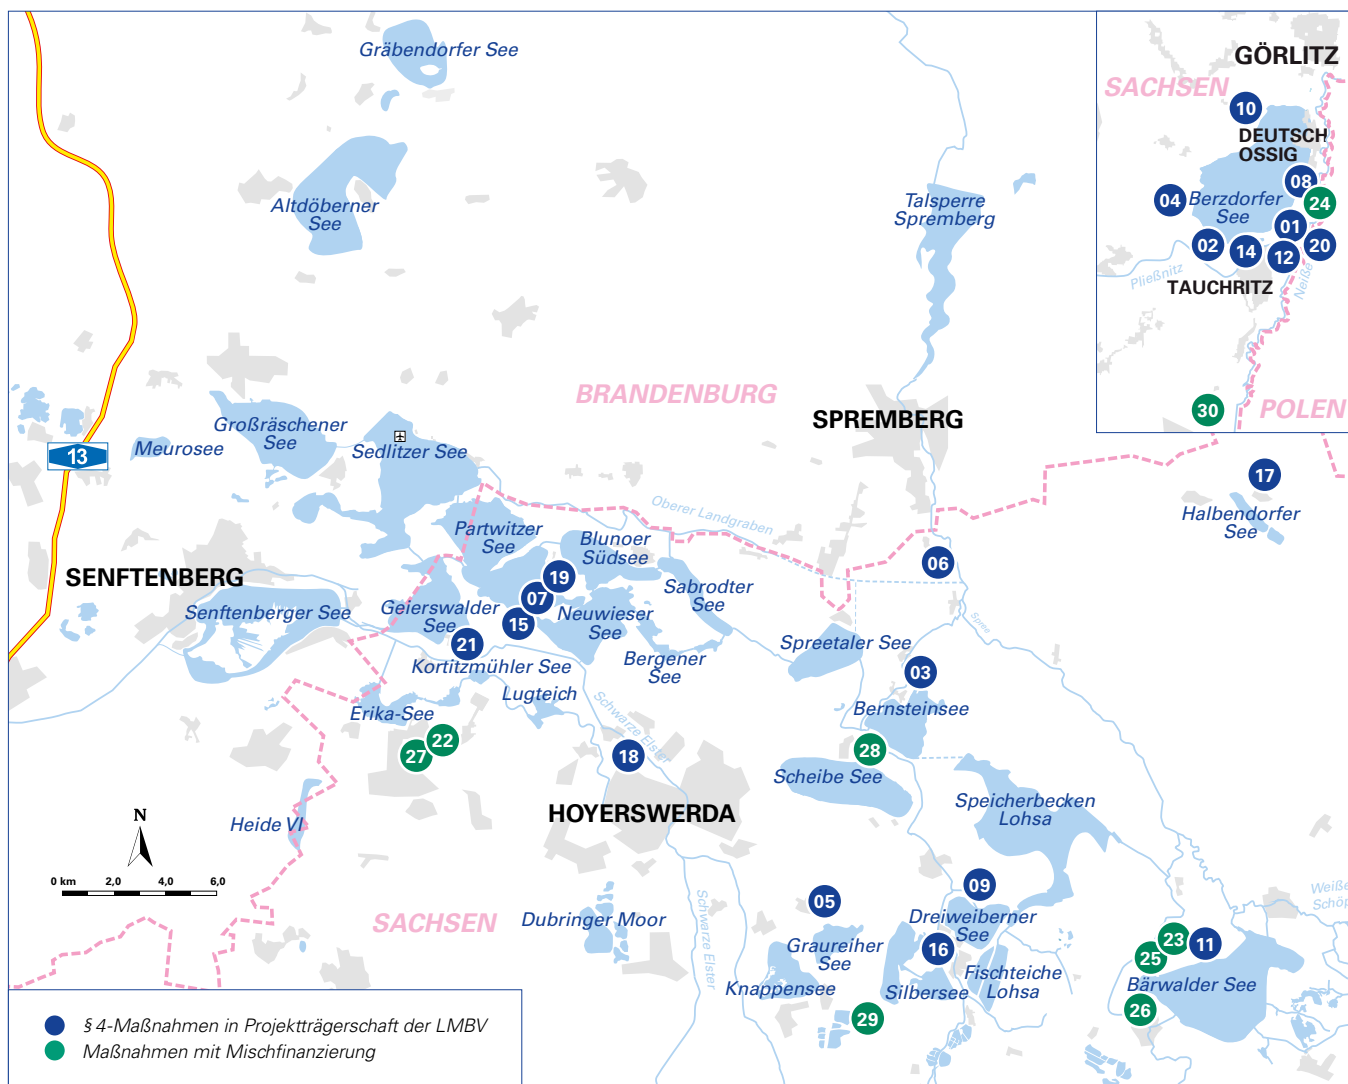 Gräbendorfer See
Altdöberner
See
Talsperre
Spremberg
GÖRLITZ
SACHSEN
10
DEUTSCH
OSSIG
08
04
Berzdorfer
See
24
01
02
14
12
20
Pließnitz
Neiße
TAUCHRITZ
30
POLEN
BRANDENBURG
SPREMBERG
13
Meurosee
Großräschener
See
Sedlitzer See
17
Halbendorfer
See
Oberer Landgraben
Partwitzer
See
Blunoer
Südsee
06
SENFTENBERG
Senftenberger See
Geierswalder
See
19
07
15
21
Neuwieser
See
Sabrodter
See
Spree
Kortitzmühler See
Bergener
See
Spreetaler See
03
Bernsteinsee
Lugteich
Erika-See
Schwarze Elster
22
27
18
28
Scheibe See
HOYERSWERDA
Speicherbecken
Lohsa
Heide VI
N
0 km
2,0
4,0
6,0
SACHSEN
Dubringer Moor
Schwarze Elster
05
09
Dreiweiberner
See
Graureiher
See
16
Knappensee
Silbersee
Fischteiche
Lohsa
29
Weiße
Schöp
23
11
25
Bärwalder See
26
§ 4-Maßnahmen in Projektträgerschaft der LMBV
Maßnahmen mit Mischfinanzierung